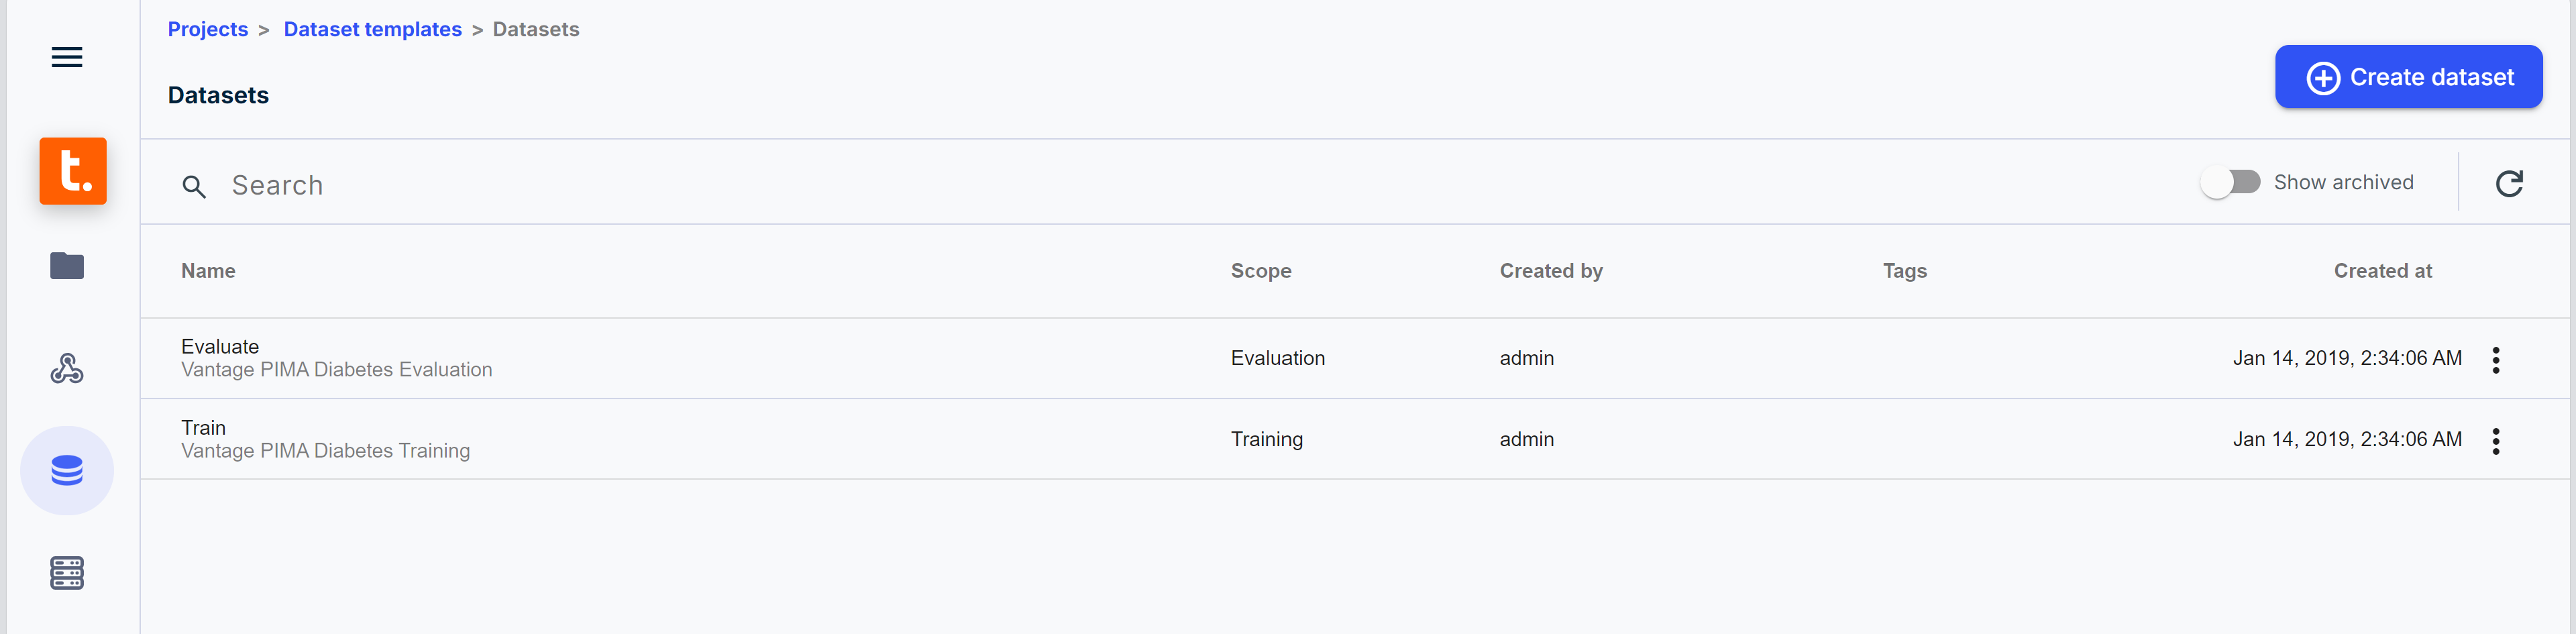 Projects > Dataset templates > Datasets
Datasets
Create dataset
t.
Search
Show archived
Name Scope Created by Tags Created at
Evaluate
Vantage PIMA Diabetes Evaluation
Evaluation admin Jan 14, 2019, 2:34:06 AM
Train
Vantage PIMA Diabetes Training
Training admin Jan 14, 2019, 2:34:06 AM